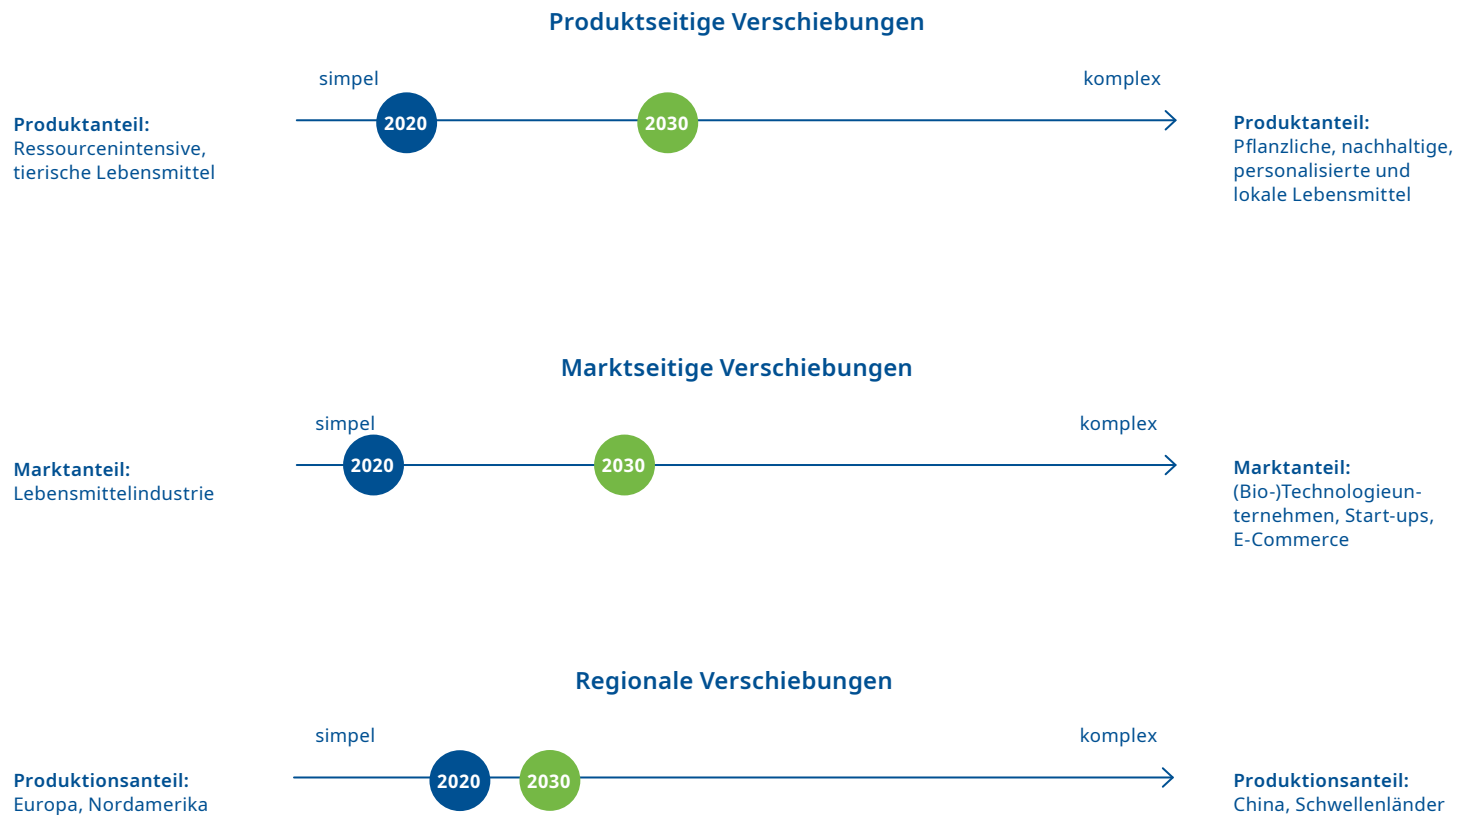 Produktseitige Verschiebungen
simpel
komplex
2020
2030
Produktanteil:
Ressourcenintensive,
tierische Lebensmittel
Produktanteil:
Pflanzliche, nachhaltige,
personalisierte und
lokale Lebensmittel
Marktseitige Verschiebungen
simpel
komplex
2020
2030
Marktanteil:
Lebensmittelindustrie
Marktanteil:
(Bio-)Technologieun-
ternehmen, Start-ups,
E-Commerce
Regionale Verschiebungen
simpel
komplex
2020
2030
Produktionsanteil:
Europa, Nordamerika
Produktionsanteil:
China, Schwellenländer